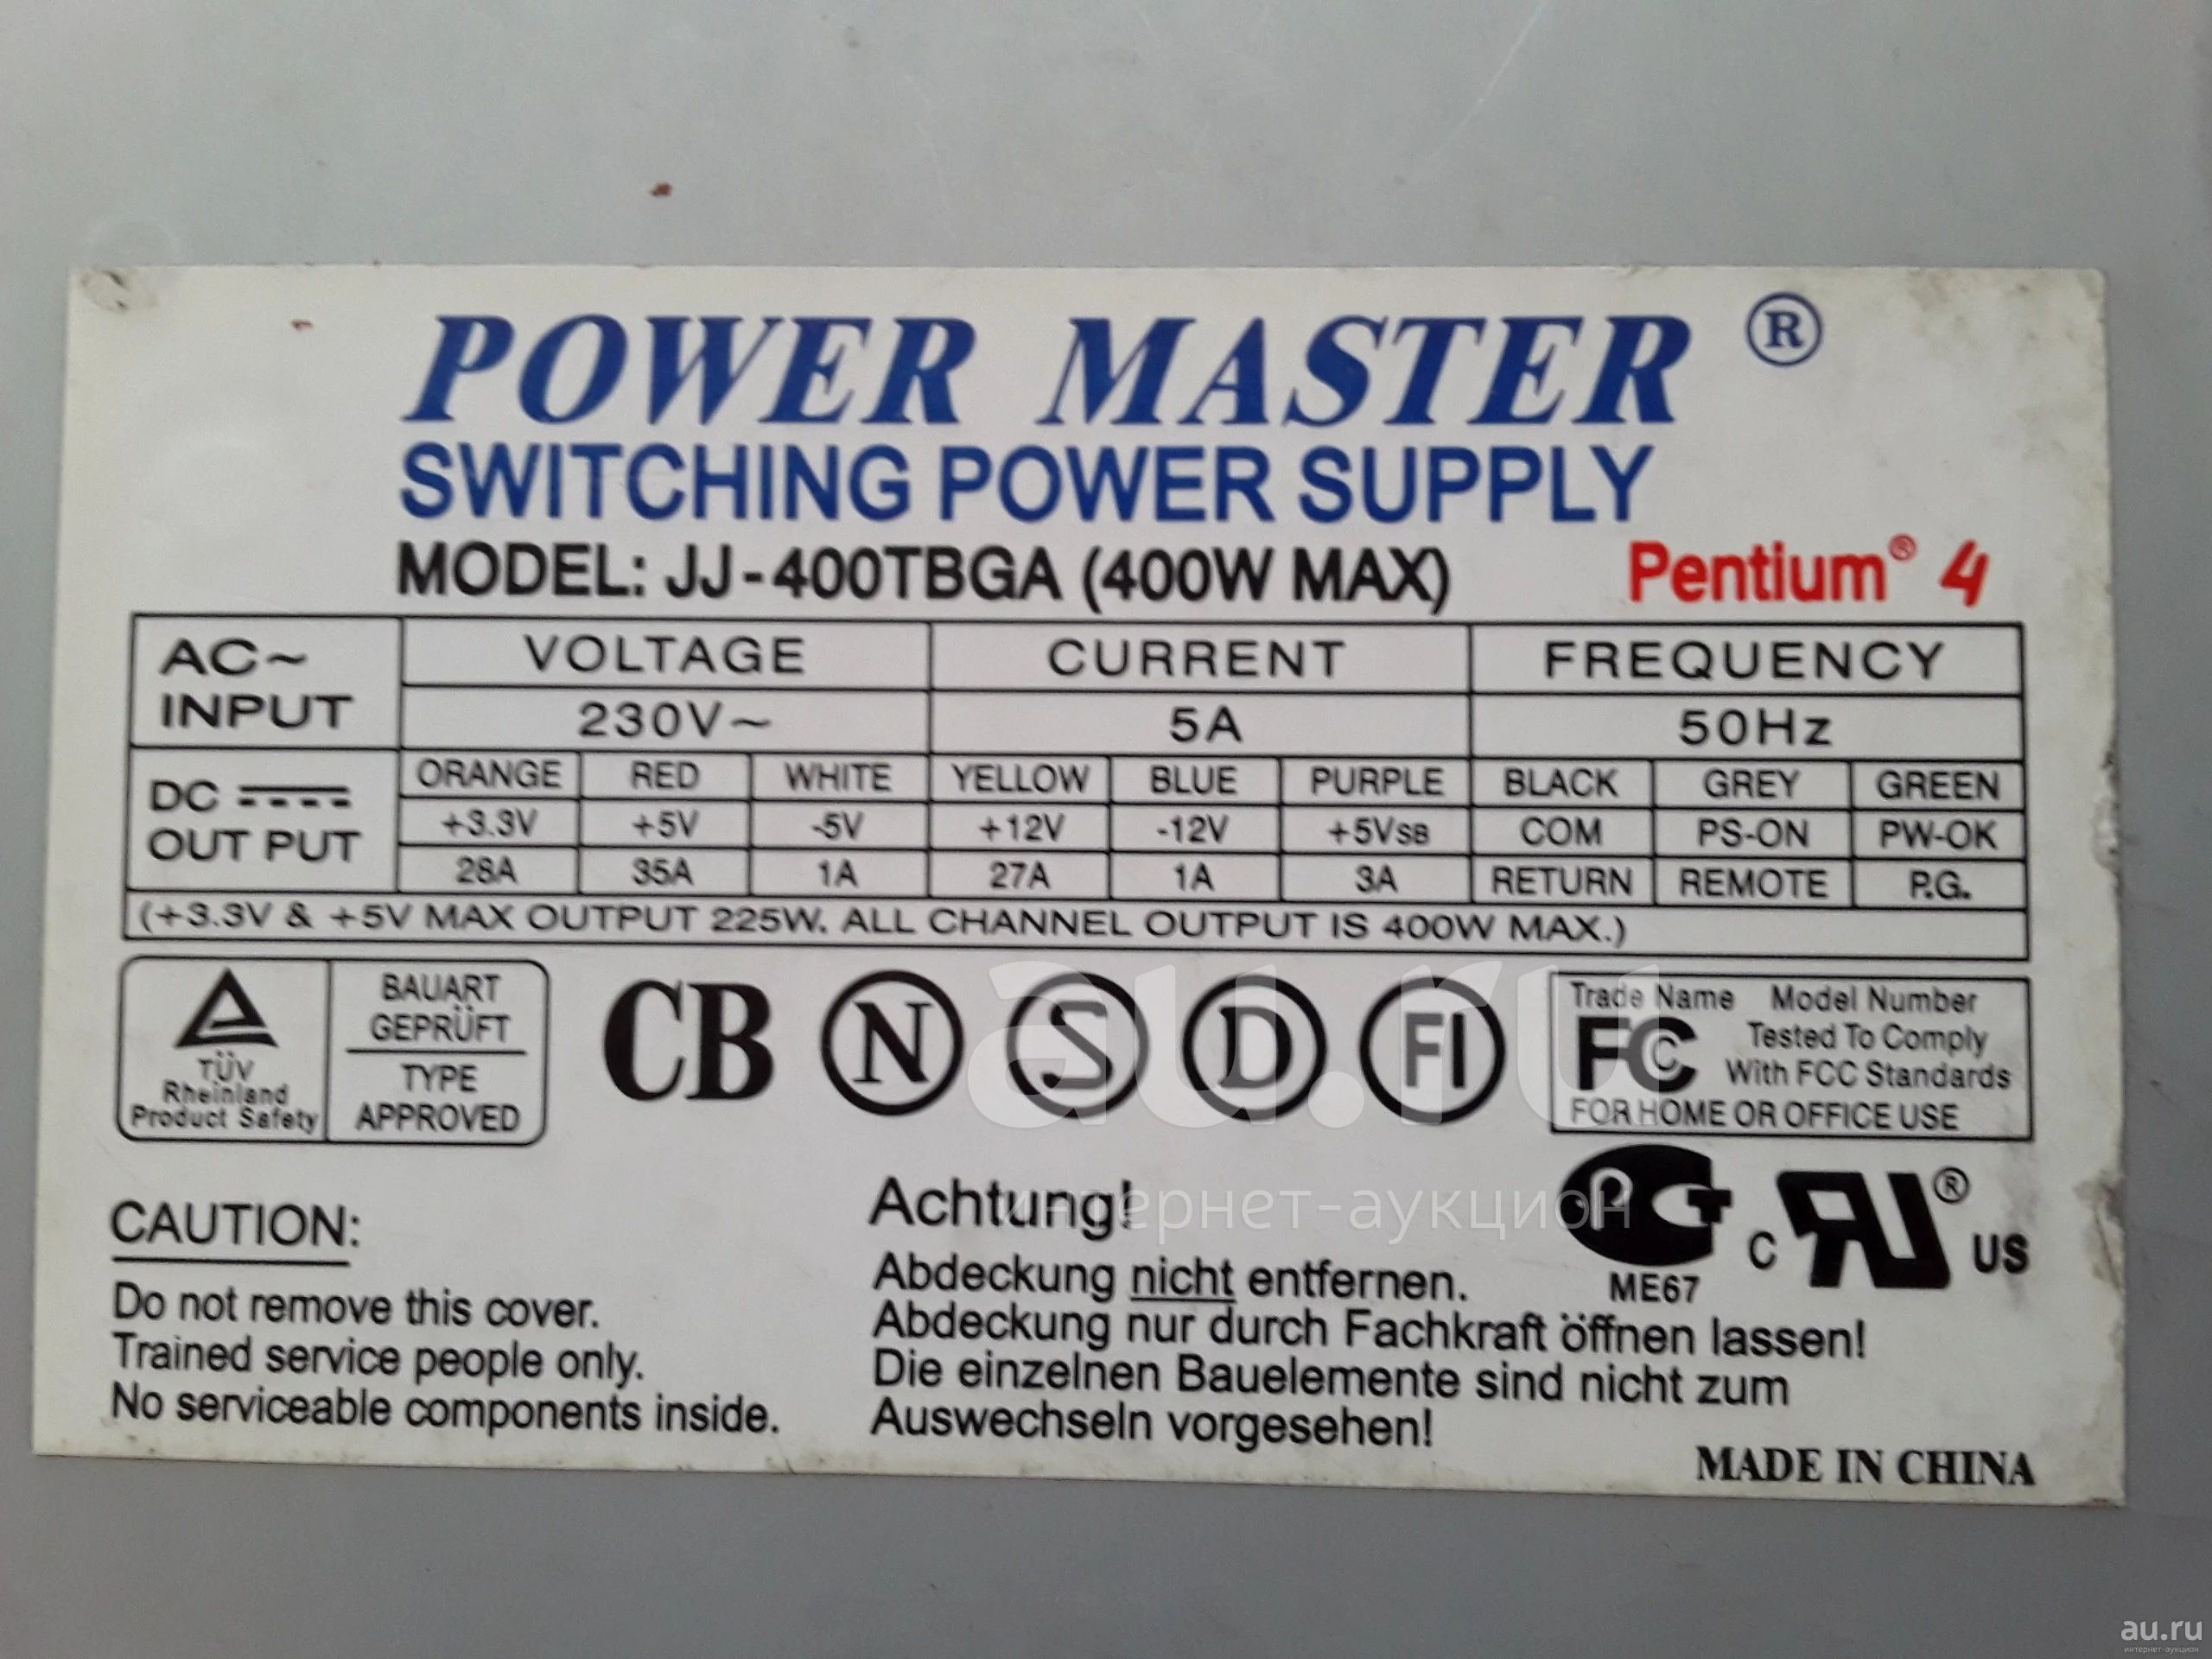 POWER MASTER ®
SWITCHING POWER SUPPLY
MODEL: JJ-400TBGA (400W MAX) Pentium® 4
AC~ INPUT VOLTAGE CURRENT FREQUENCY
230V~ 5A 50Hz
DC OUT PUT ORANGE RED WHITE YELLOW BLUE PURPLE BLACK GREY GREEN
+3.3V +5V -5V +12V -12V +5VSB COM PS-ON PW-OK
28A 35A 1A 27A 1A 3A RETURN REMOTE P.G.
(+3.3V & +5V MAX OUTPUT 225W. ALL CHANNEL OUTPUT IS 400W MAX.)
TÜV
Rheinland
Product Safety
BAUART
GEPRÜFT
TYPE
APPROVED
CB N S D FI
Trade Name Model Number
FC Tested To Comply
With FCC Standards
FOR HOME OR OFFICE USE
au.ru
интернет-аукцион
PG
ME67
C RU ® US
CAUTION:
Do not remove this cover.
Trained service people only.
No serviceable components inside.
Achtung!
Abdeckung nicht entfernen.
Abdeckung nur durch Fachkraft öffnen lassen!
Die einzelnen Bauelemente sind nicht zum
Auswechseln vorgesehen!
MADE IN CHINA
au.ru
интернет-аукцион